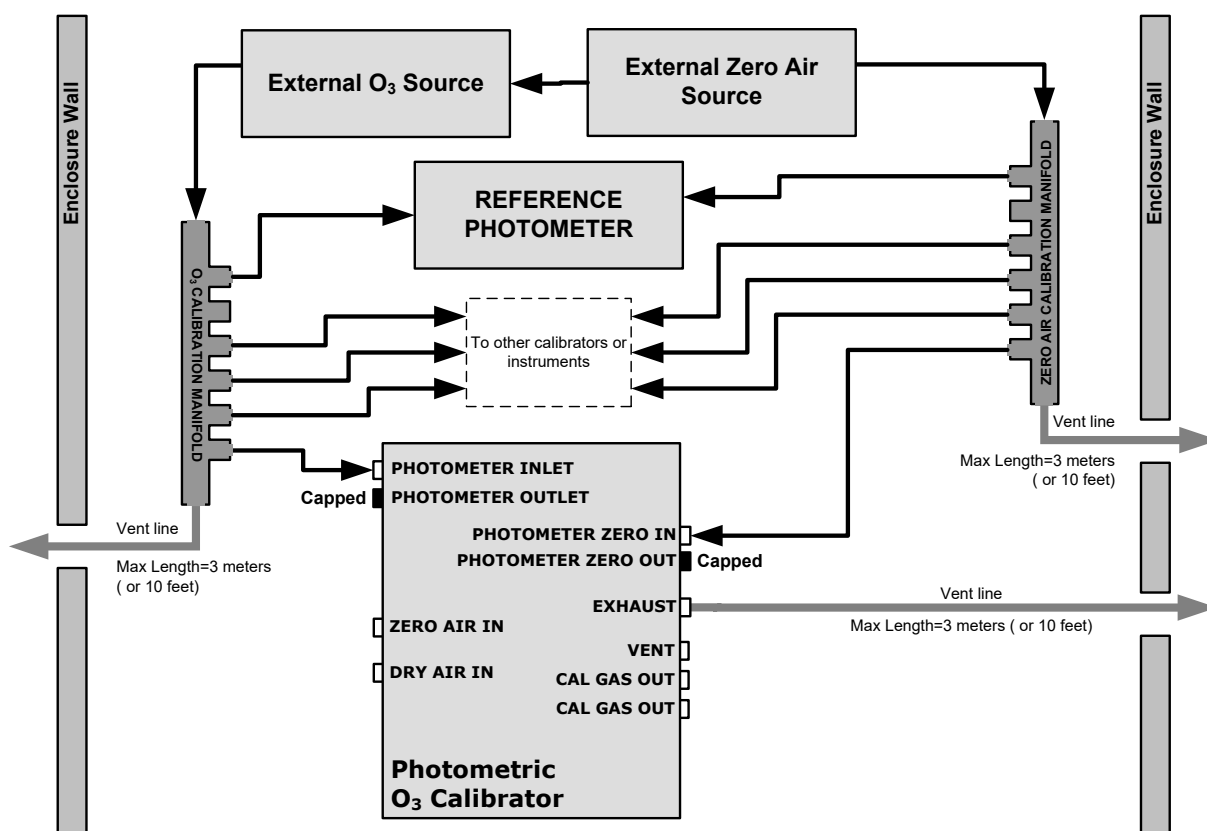 Enclosure Wall
External O₃ Source
External Zero Air
Source
Enclosure Wall
REFERENCE
PHOTOMETER
O₃ CALIBRATION MANIFOLD
ZERO AIR CALIBRATION MANIFOLD
To other calibrators or
instruments
Vent line
Max Length=3 meters
( or 10 feet)
PHOTOMETER INLET
Capped
PHOTOMETER OUTLET
Vent line
Max Length=3 meters
( or 10 feet)
PHOTOMETER ZERO IN
PHOTOMETER ZERO OUT
Capped
EXHAUST
Vent line
Max Length=3 meters ( or 10 feet)
ZERO AIR IN
VENT
DRY AIR IN
CAL GAS OUT
CAL GAS OUT
Photometric
O₃ Calibrator